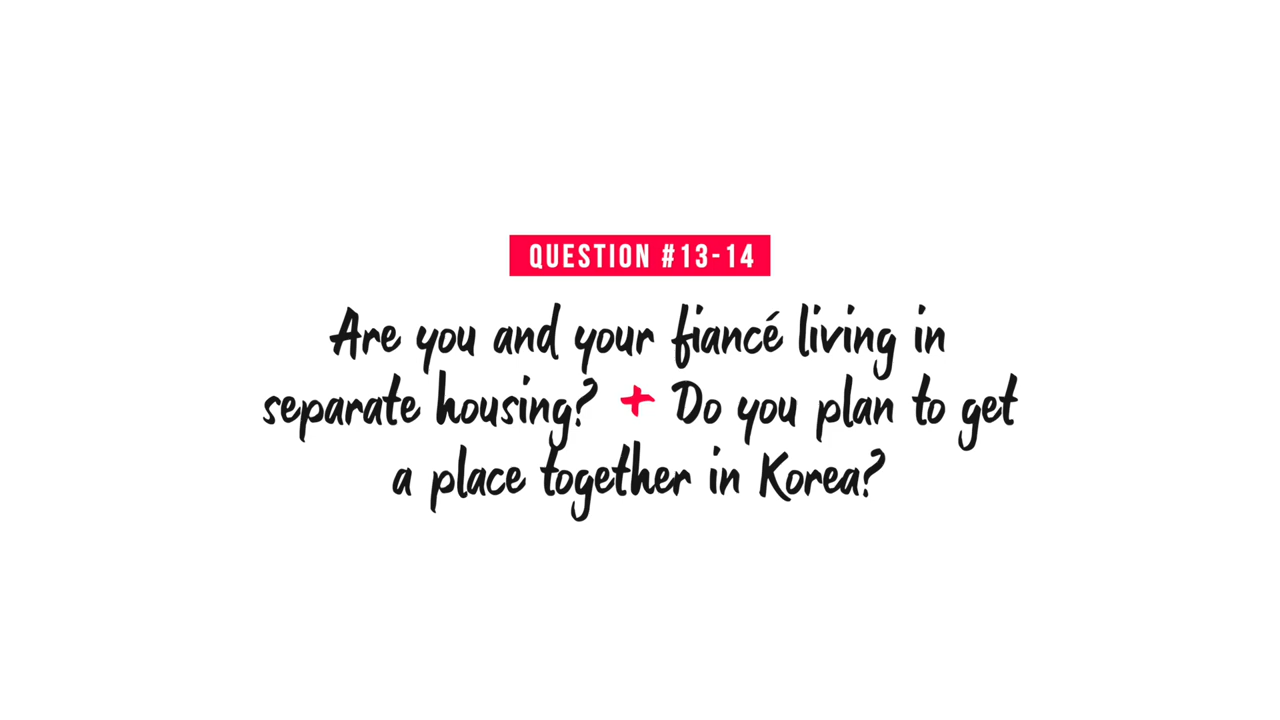 QUESTION #13-14
Are you and your fiancé living in
separate housing? + Do you plan to get
a place together in Korea?